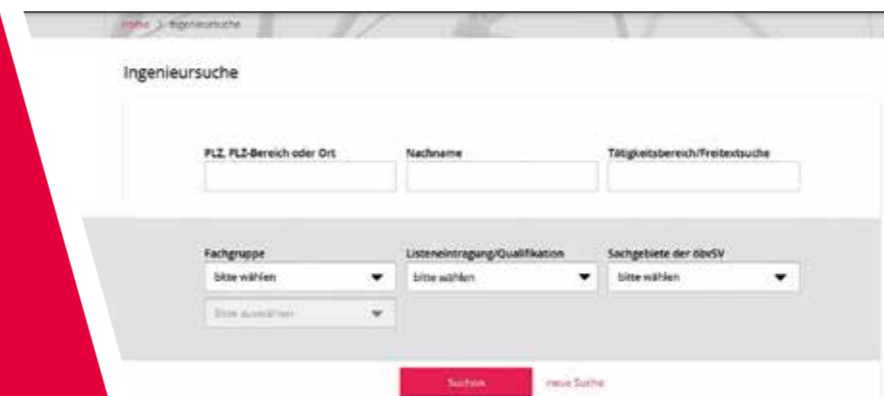 Home > Ingenieursuche
Ingenieursuche
PLZ, PLZ-Bereich oder Ort Nachname Tätigkeitsbereich/Freitextsuche
Fachgruppe Listeneintragung/Qualifikation Sachgebiete der öbvSV
bitte wählen bitte wählen bitte wählen
Bitte auswählen
Suchen neue Suche